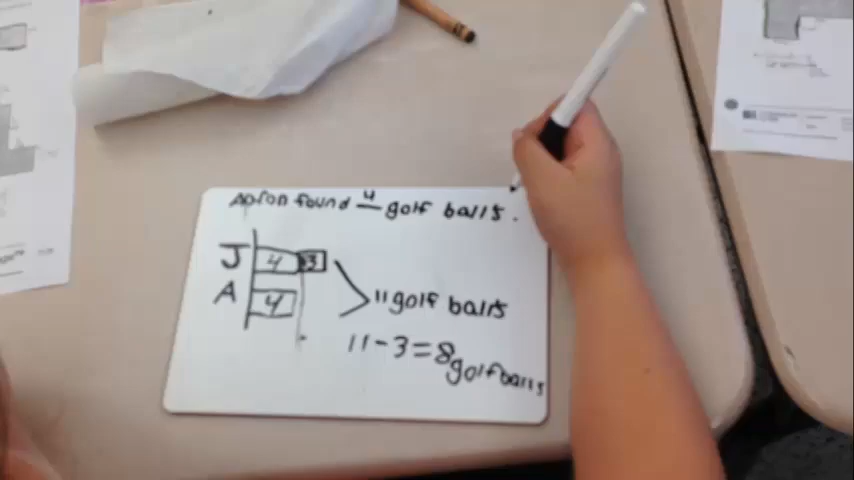 Aaron found 4 golf balls.
J 4 3
A 4
11 golf balls
11-3=8
golf balls